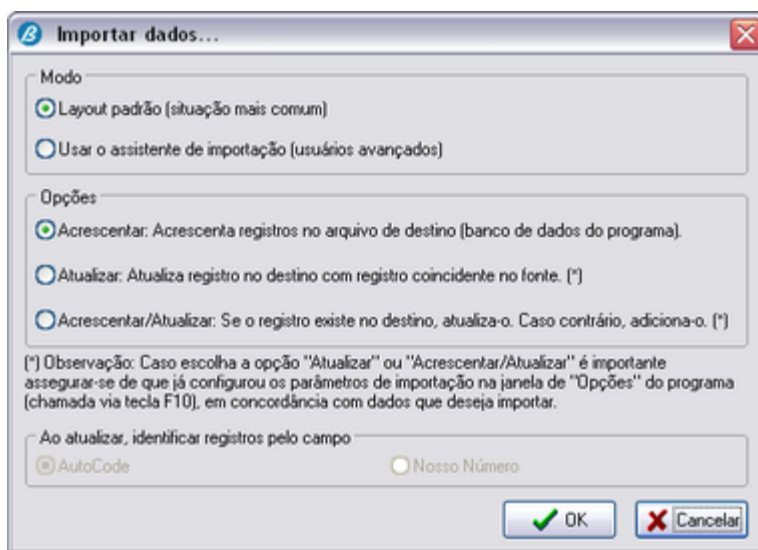 Importar dados...
Modo
Layout padrão (situação mais comum)
Usar o assistente de importação (usuários avançados)
Opções
Acrescentar: Acrescenta registros no arquivo de destino (banco de dados do programa).
Atualizar: Atualiza registro no destino com registro coincidente no fonte. (*)
Acrescentar/Atualizar: Se o registro existe no destino, atualiza-o. Caso contrário, adiciona-o. (*)
(*) Observação: Caso escolha a opção "Atualizar" ou "Acrescentar/Atualizar" é importante
assegurar-se de que já configurou os parâmetros de importação na janela de "Opções" do programa
(chamada via tecla F10), em concordância com dados que deseja importar.
Ao atualizar, identificar registros pelo campo
AutoCode Nosso Número
OK Cancelar